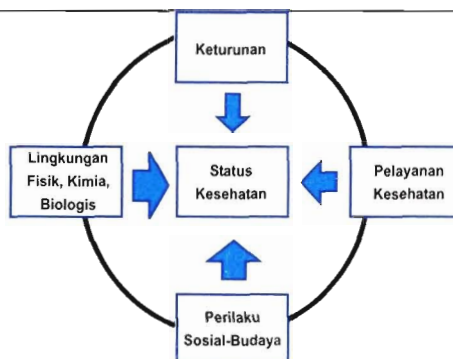 Keturunan
Lingkungan
Fisik, Kimia,
Biologis
Status
Kesehatan
Pelayanan
Kesehatan
Perilaku
Sosial-Budaya